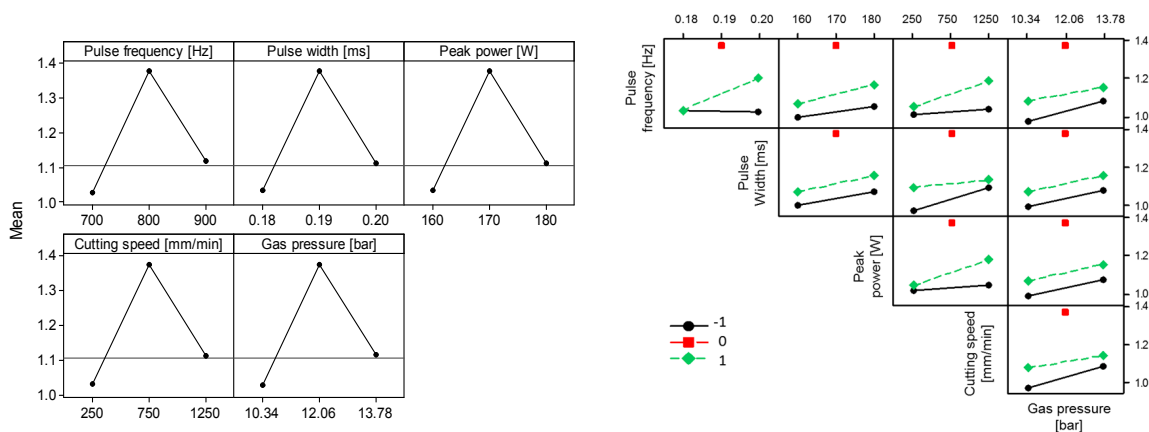 Pulse frequency [Hz] Pulse width [ms] Peak power [W]
1.4
1.3
1.2
1.1
1.0
700 800 900 0.18 0.19 0.20 160 170 180
Mean
Cutting speed [mm/min] Gas pressure [bar]
1.4
1.3
1.2
1.1
1.0
250 750 1250 10.34 12.06 13.78
0.18 0.19 0.20 160 170 180 250 750 1250 10.34 12.06 13.78
Pulse
frequency [Hz]
1.4
1.2
1.0
Pulse
Width [ms]
1.4
1.2
1.0
Peak
power [W]
1.4
1.2
1.0
Cutting speed
[mm/min]
1.2
1.0
-1
0
1
Gas pressure
[bar]